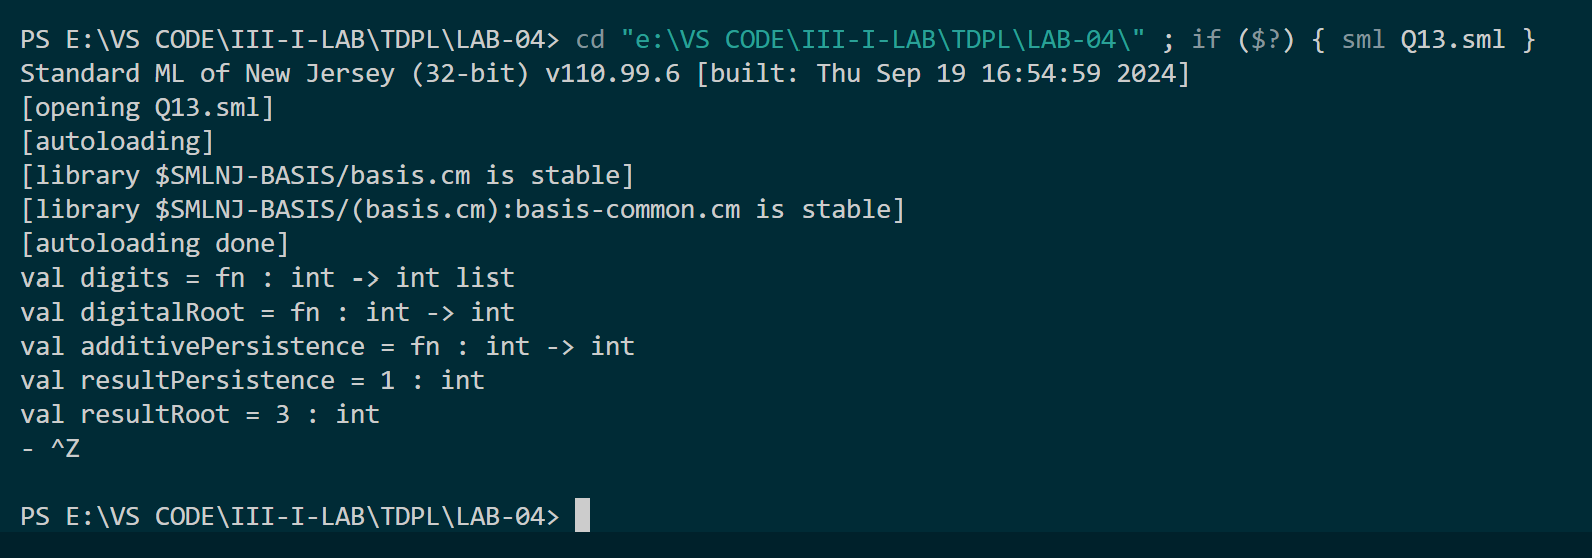 PS E:\VS CODE\III-I-LAB\TDPL\LAB-04> cd "e:\VS CODE\III-I-LAB\TDPL\LAB-04\" ; if ($?) { sml Q13.sml }
Standard ML of New Jersey (32-bit) v110.99.6 [built: Thu Sep 19 16:54:59 2024]
[opening Q13.sml]
[autoloading]
[library $SMLNJ-BASIS/basis.cm is stable]
[library $SMLNJ-BASIS/(basis.cm):basis-common.cm is stable]
[autoloading done]
val digits = fn : int -> int list
val digitalRoot = fn : int -> int
val additivePersistence = fn : int -> int
val resultPersistence = 1 : int
val resultRoot = 3 : int
- ^Z
PS E:\VS CODE\III-I-LAB\TDPL\LAB-04>